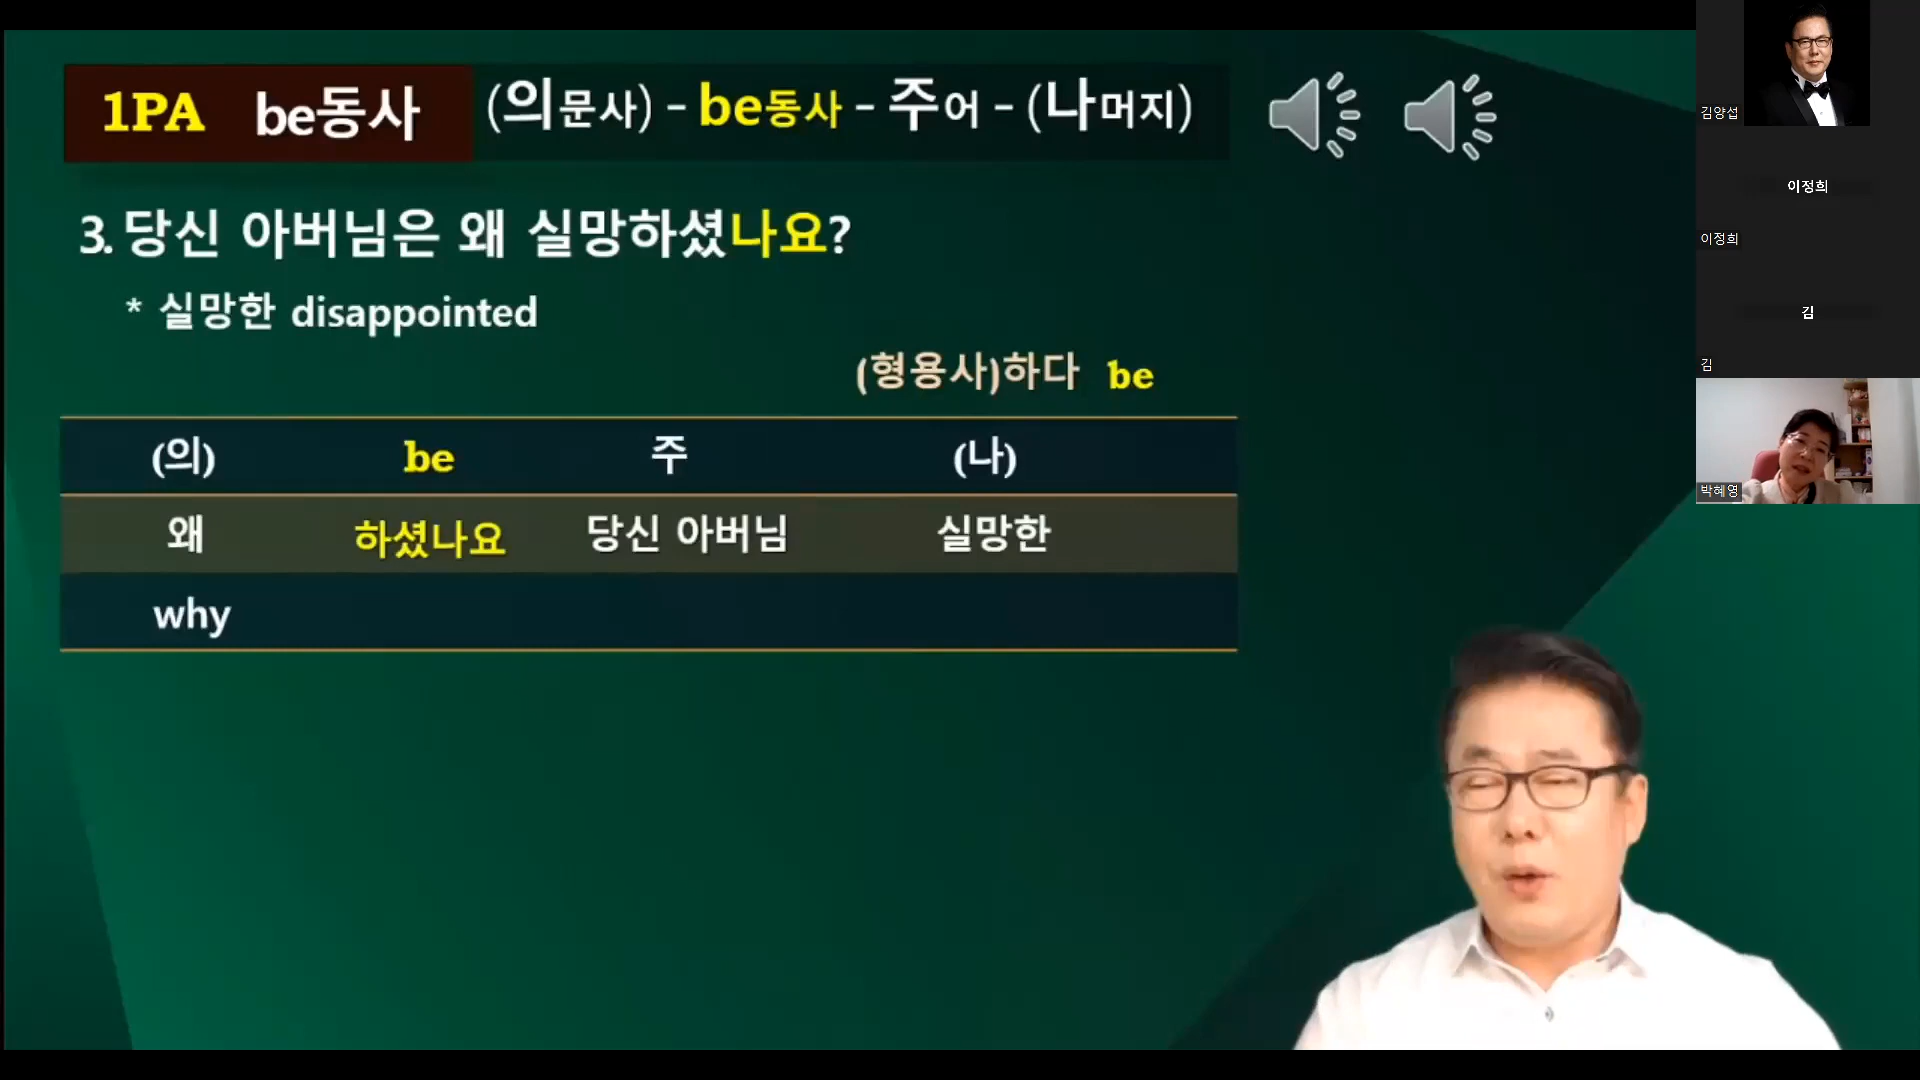 1PA be동사 (의문사) - be동사 - 주어 - (나머지)
3. 당신 아버님은 왜 실망하셨나요?
* 실망한 disappointed
(형용사)하다 be
(의) be 주 (나)
왜 하셨나요 당신 아버님 실망한
why
김양섭
이정희
이정희
김
김
박혜영